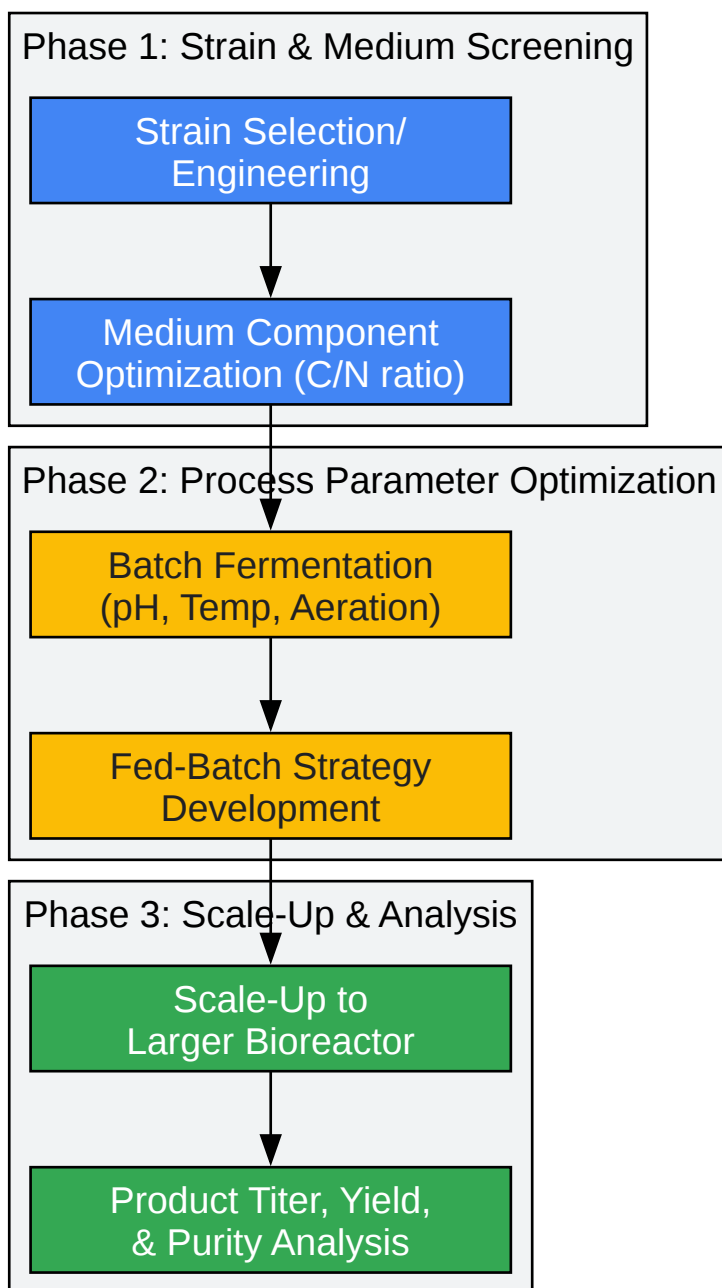 Phase 1: Strain & Medium Screening
Strain Selection/
Engineering
Medium Component
Optimization (C/N ratio)
Phase 2: Process Parameter Optimization
Batch Fermentation
(pH, Temp, Aeration)
Fed-Batch Strategy
Development
Phase 3: Scale-Up & Analysis
Scale-Up to
Larger Bioreactor
Product Titer, Yield,
& Purity Analysis